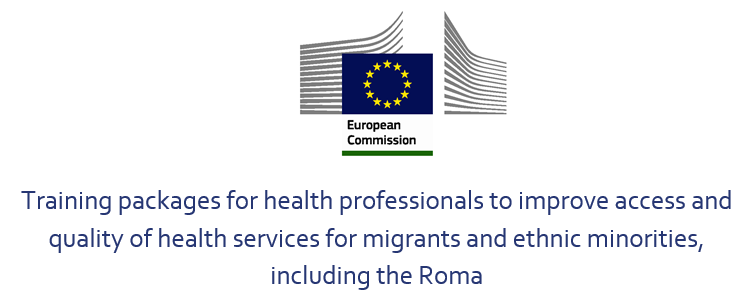 European
Commission
Training packages for health professionals to improve access and
quality of health services for migrants and ethnic minorities,
including the Roma